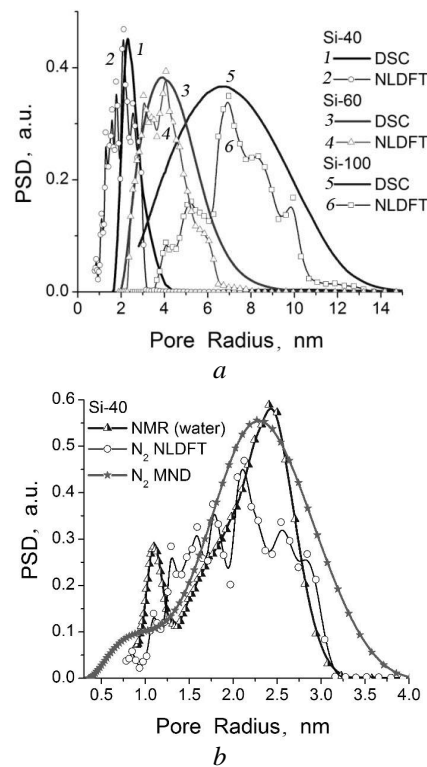 a
0.4
0.2
0.0
PSD, a.u.
2
1
3
4
5
6
Si-40
1 DSC
2 NLDFT
Si-60
3 DSC
4 NLDFT
Si-100
5 DSC
6 NLDFT
0 2 4 6 8 10 12 14
Pore Radius, nm
a
0.6
0.5
0.4
0.3
0.2
0.1
0.0
PSD, a.u.
Si-40
NMR (water)
N₂ NLDFT
N₂ MND
0.5 1.0 1.5 2.0 2.5 3.0 3.5 4.0
Pore Radius, nm
b